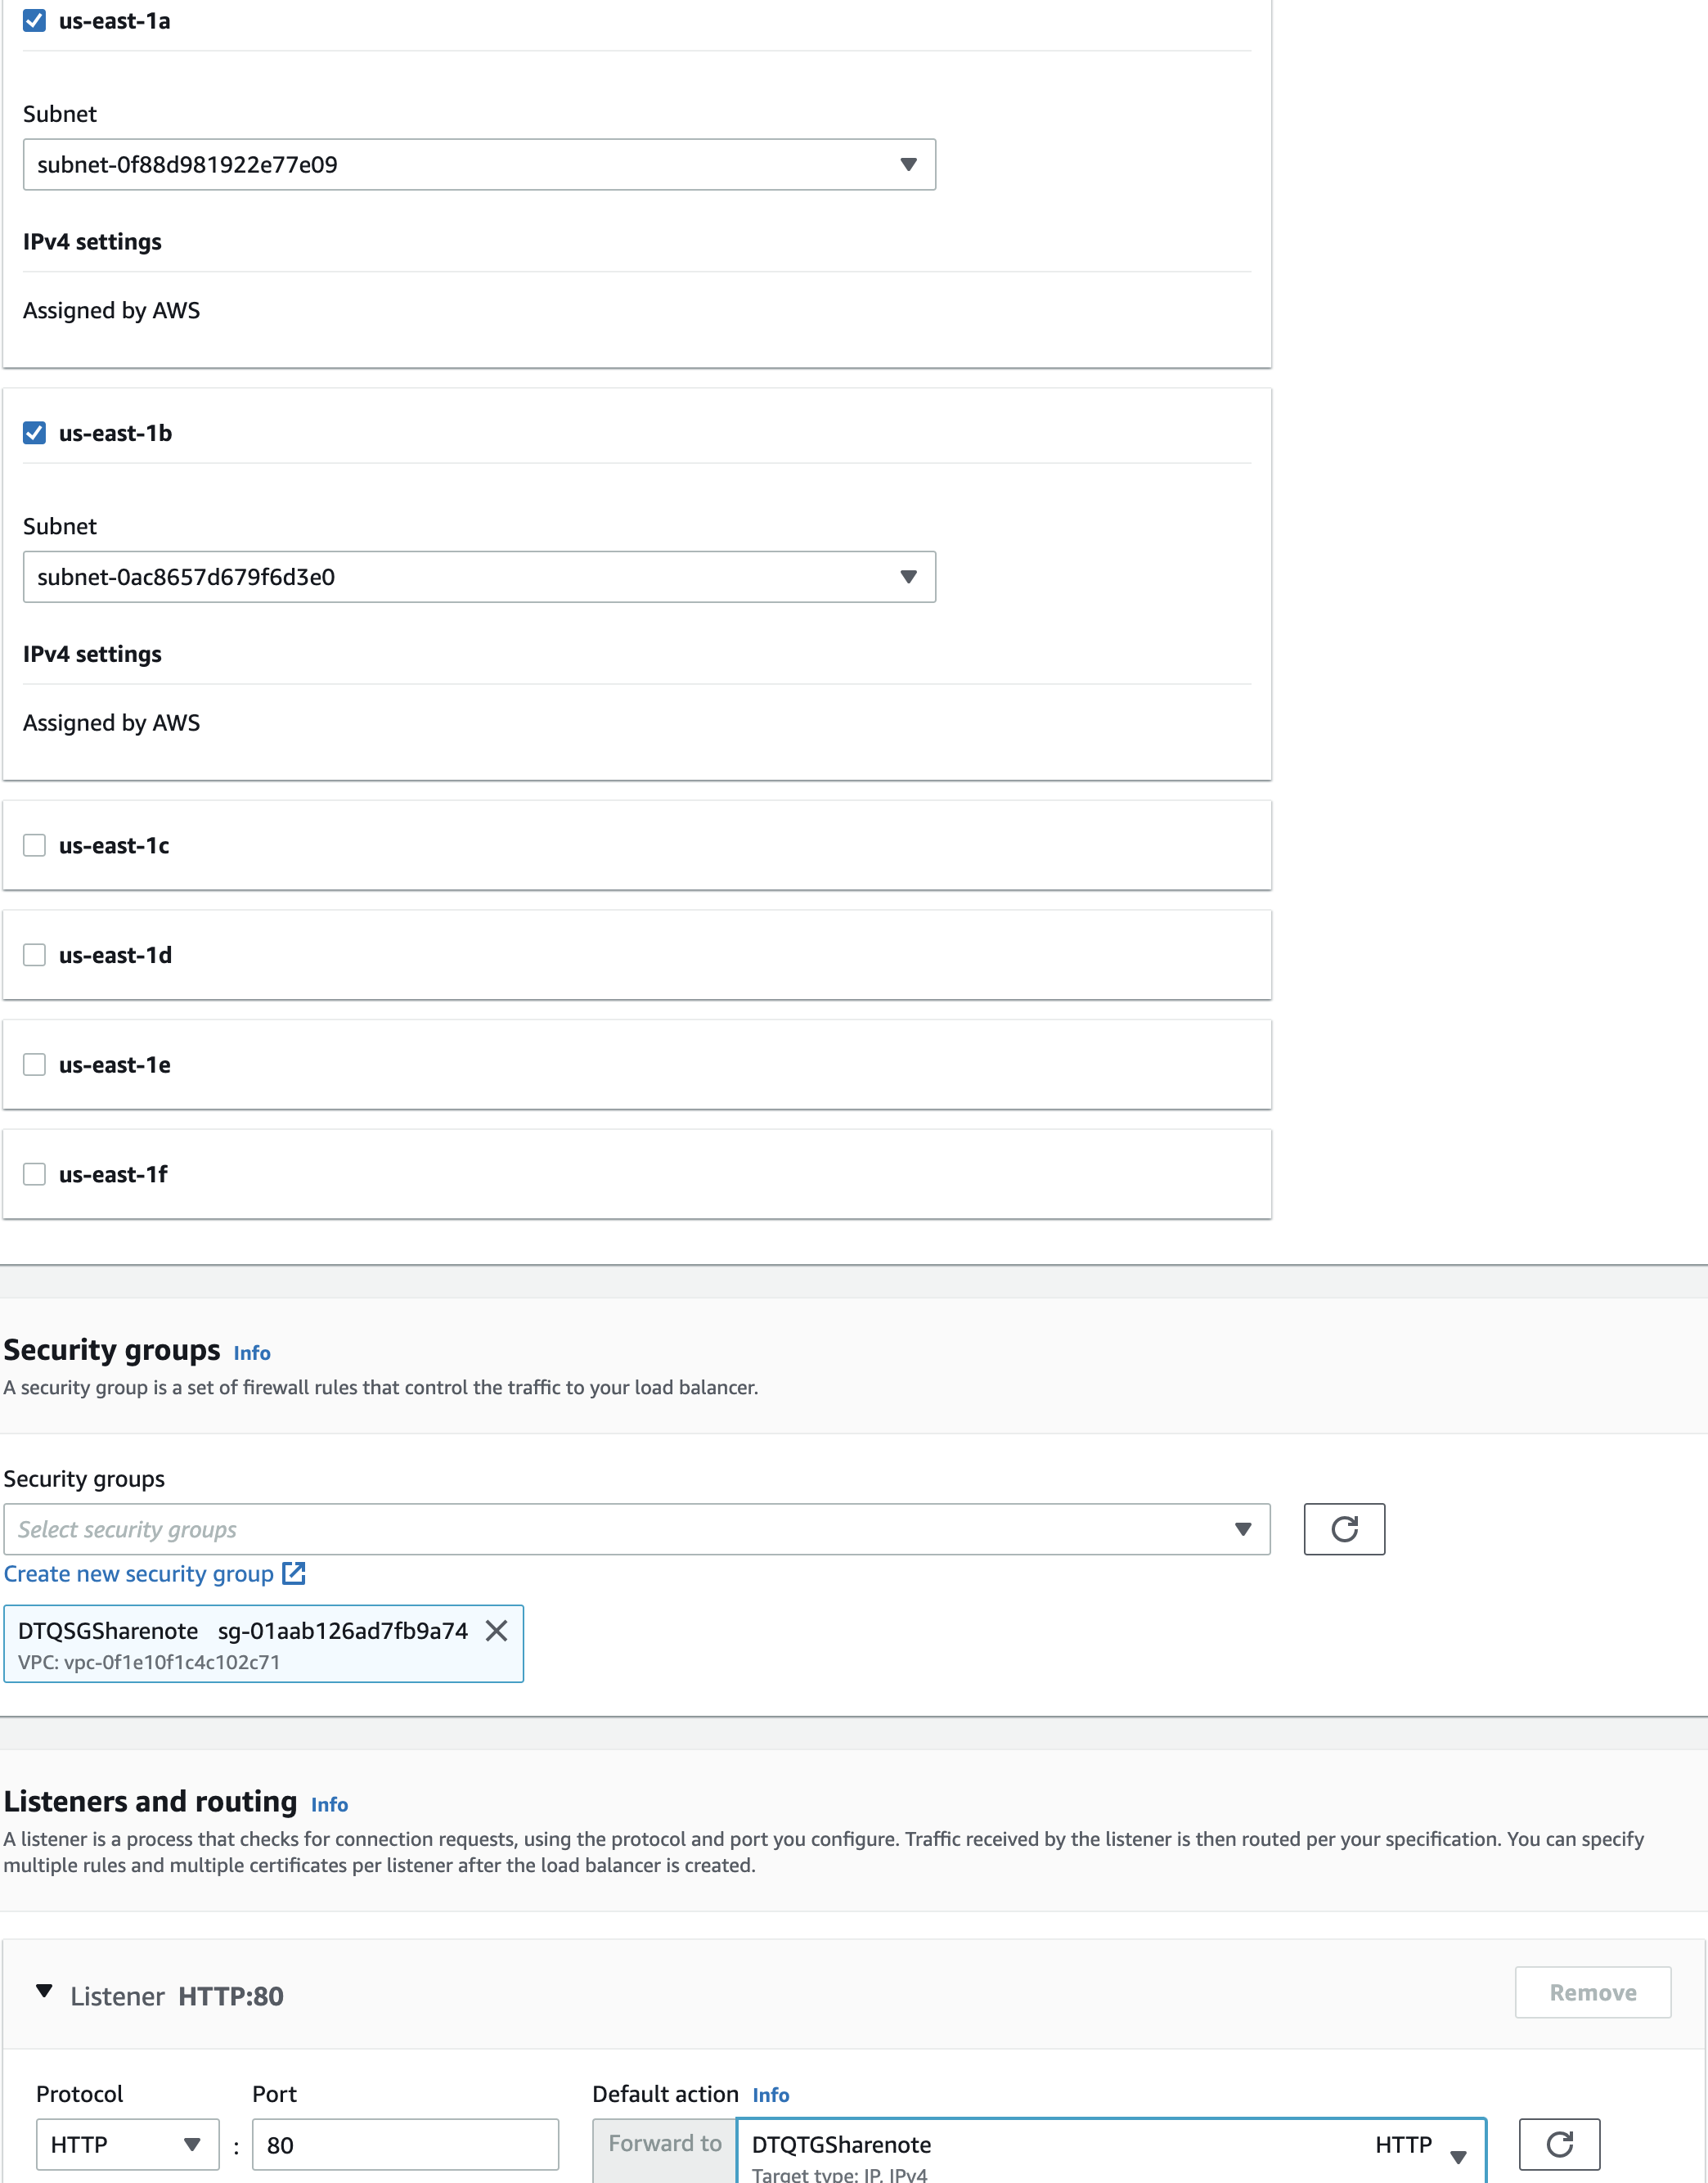 us-east-1a
Subnet
subnet-0f88d981922e77e09
IPv4 settings
Assigned by AWS
us-east-1b
Subnet
subnet-0ac8657d679f6d3e0
IPv4 settings
Assigned by AWS
us-east-1c
us-east-1d
us-east-1e
us-east-1f
Security groups Info
A security group is a set of firewall rules that control the traffic to your load balancer.
Security groups
Select security groups
Create new security group
DTQSGSharenote sg-01aab126ad7fb9a74
VPC: vpc-0f1e10f1c4c102c71
Listeners and routing Info
A listener is a process that checks for connection requests, using the protocol and port you configure. Traffic received by the listener is then routed per your specification. You can specify
multiple rules and multiple certificates per listener after the load balancer is created.
Listener HTTP:80 Remove
Protocol Port Default action Info
HTTP : 80 Forward to DTQTGSharenote HTTP
Target type: IP, IPv4